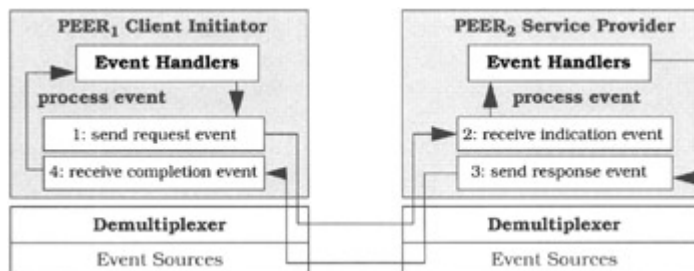 PEER₁ Client Initiator
Event Handlers
process event
1: send request event
4: receive completion event
Demultiplexer
Event Sources
PEER₂ Service Provider
Event Handlers
process event
2: receive indication event
3: send response event
Demultiplexer
Event Sources